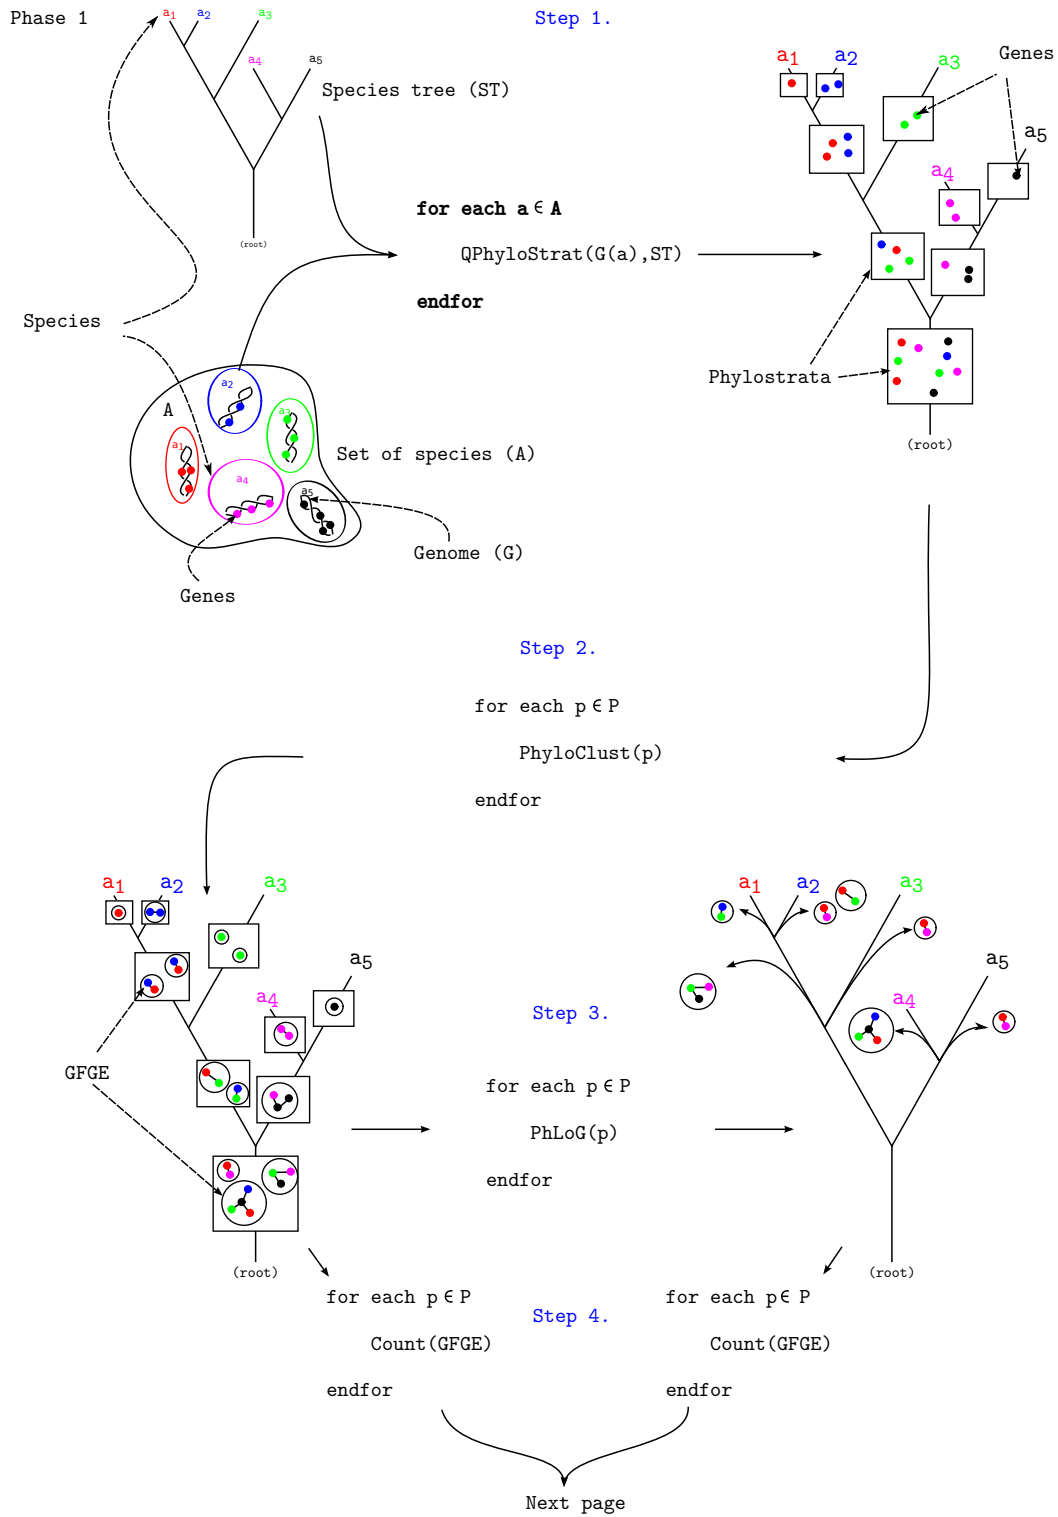 Phase 1
a1
a2
a3
a4
a5
Species tree (ST)
(root)
Species
A
a2
a1
a3
a4
a5
Set of species (A)
Genome (G)
Genes
Step 1.
for each a∈A
QPhyloStrat(G(a),ST)
endfor
a1
a2
a3
Genes
a5
a4
Phylostrata
(root)
Step 2.
for each p∈P
PhyloClust(p)
endfor
a1
a2
a3
a5
a4
GFGE
(root)
Step 3.
for each p∈P
PhLoG(p)
endfor
a1
a2
a3
a5
a4
(root)
Step 4.
for each p∈P
Count(GFGE)
endfor
for each p∈P
Count(GFGE)
endfor
Next page